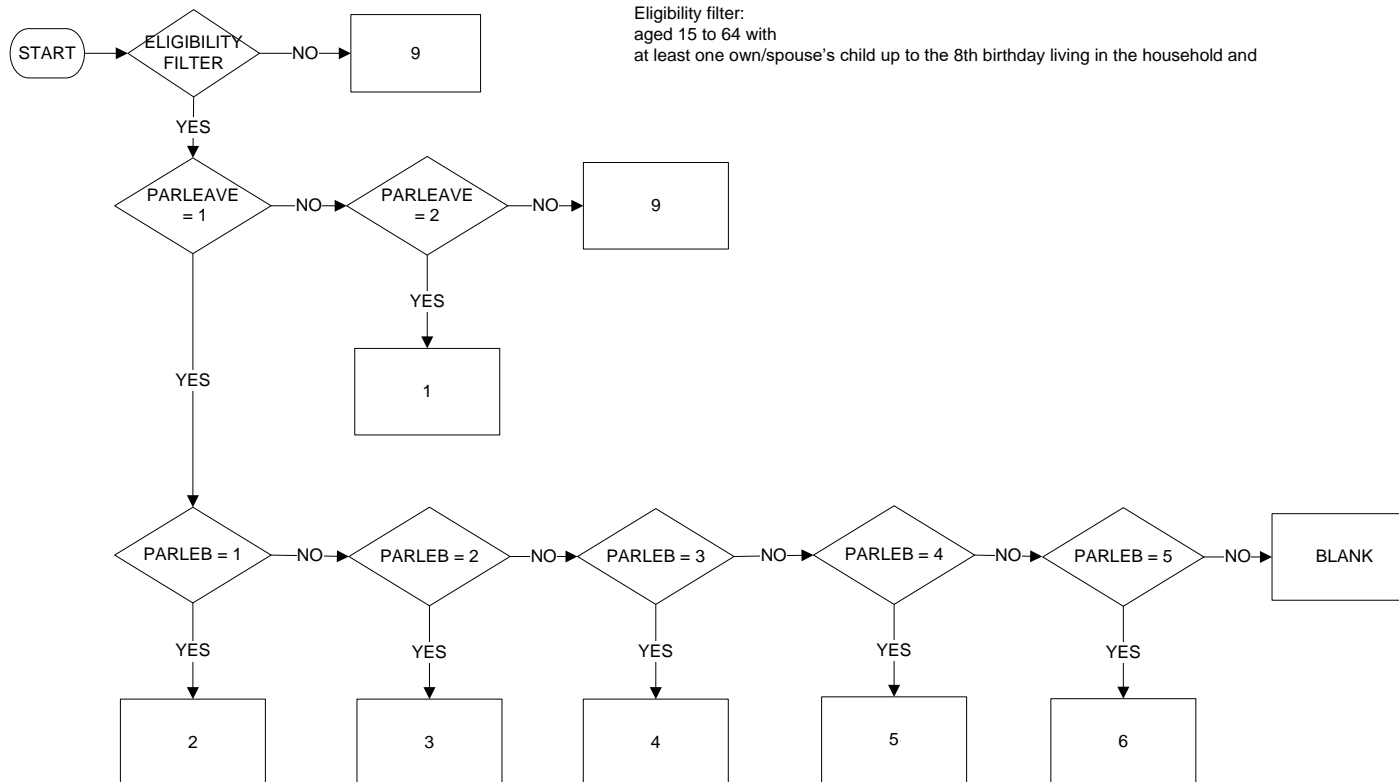 Eligibility filter:
aged 15 to 64 with
at least one own/spouse's child up to the 8th birthday living in the household and
START
ELIGIBILITY
FILTER
NO
9
YES
PARLEAVE
= 1
NO
PARLEAVE
= 2
NO
9
YES
1
YES
PARLEB = 1
NO
PARLEB = 2
NO
PARLEB = 3
NO
PARLEB = 4
NO
PARLEB = 5
NO
BLANK
YES
YES
YES
YES
YES
2
3
4
5
6